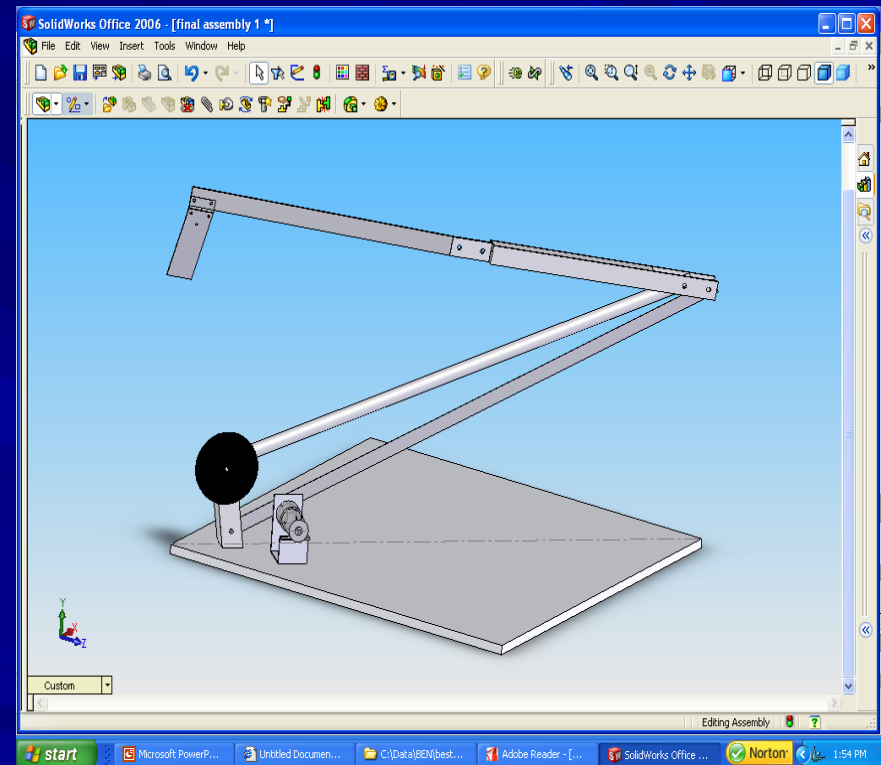 SolidWorks Office 2006 - [final assembly 1 *]
File Edit View Insert Tools Window Help
Y
X
Z
Custom
Editing Assembly
start Microsoft PowerP... Untitled Documen... C:\Data\BEN\best... Adobe Reader - [... SolidWorks Office ... Norton 1:54 PM